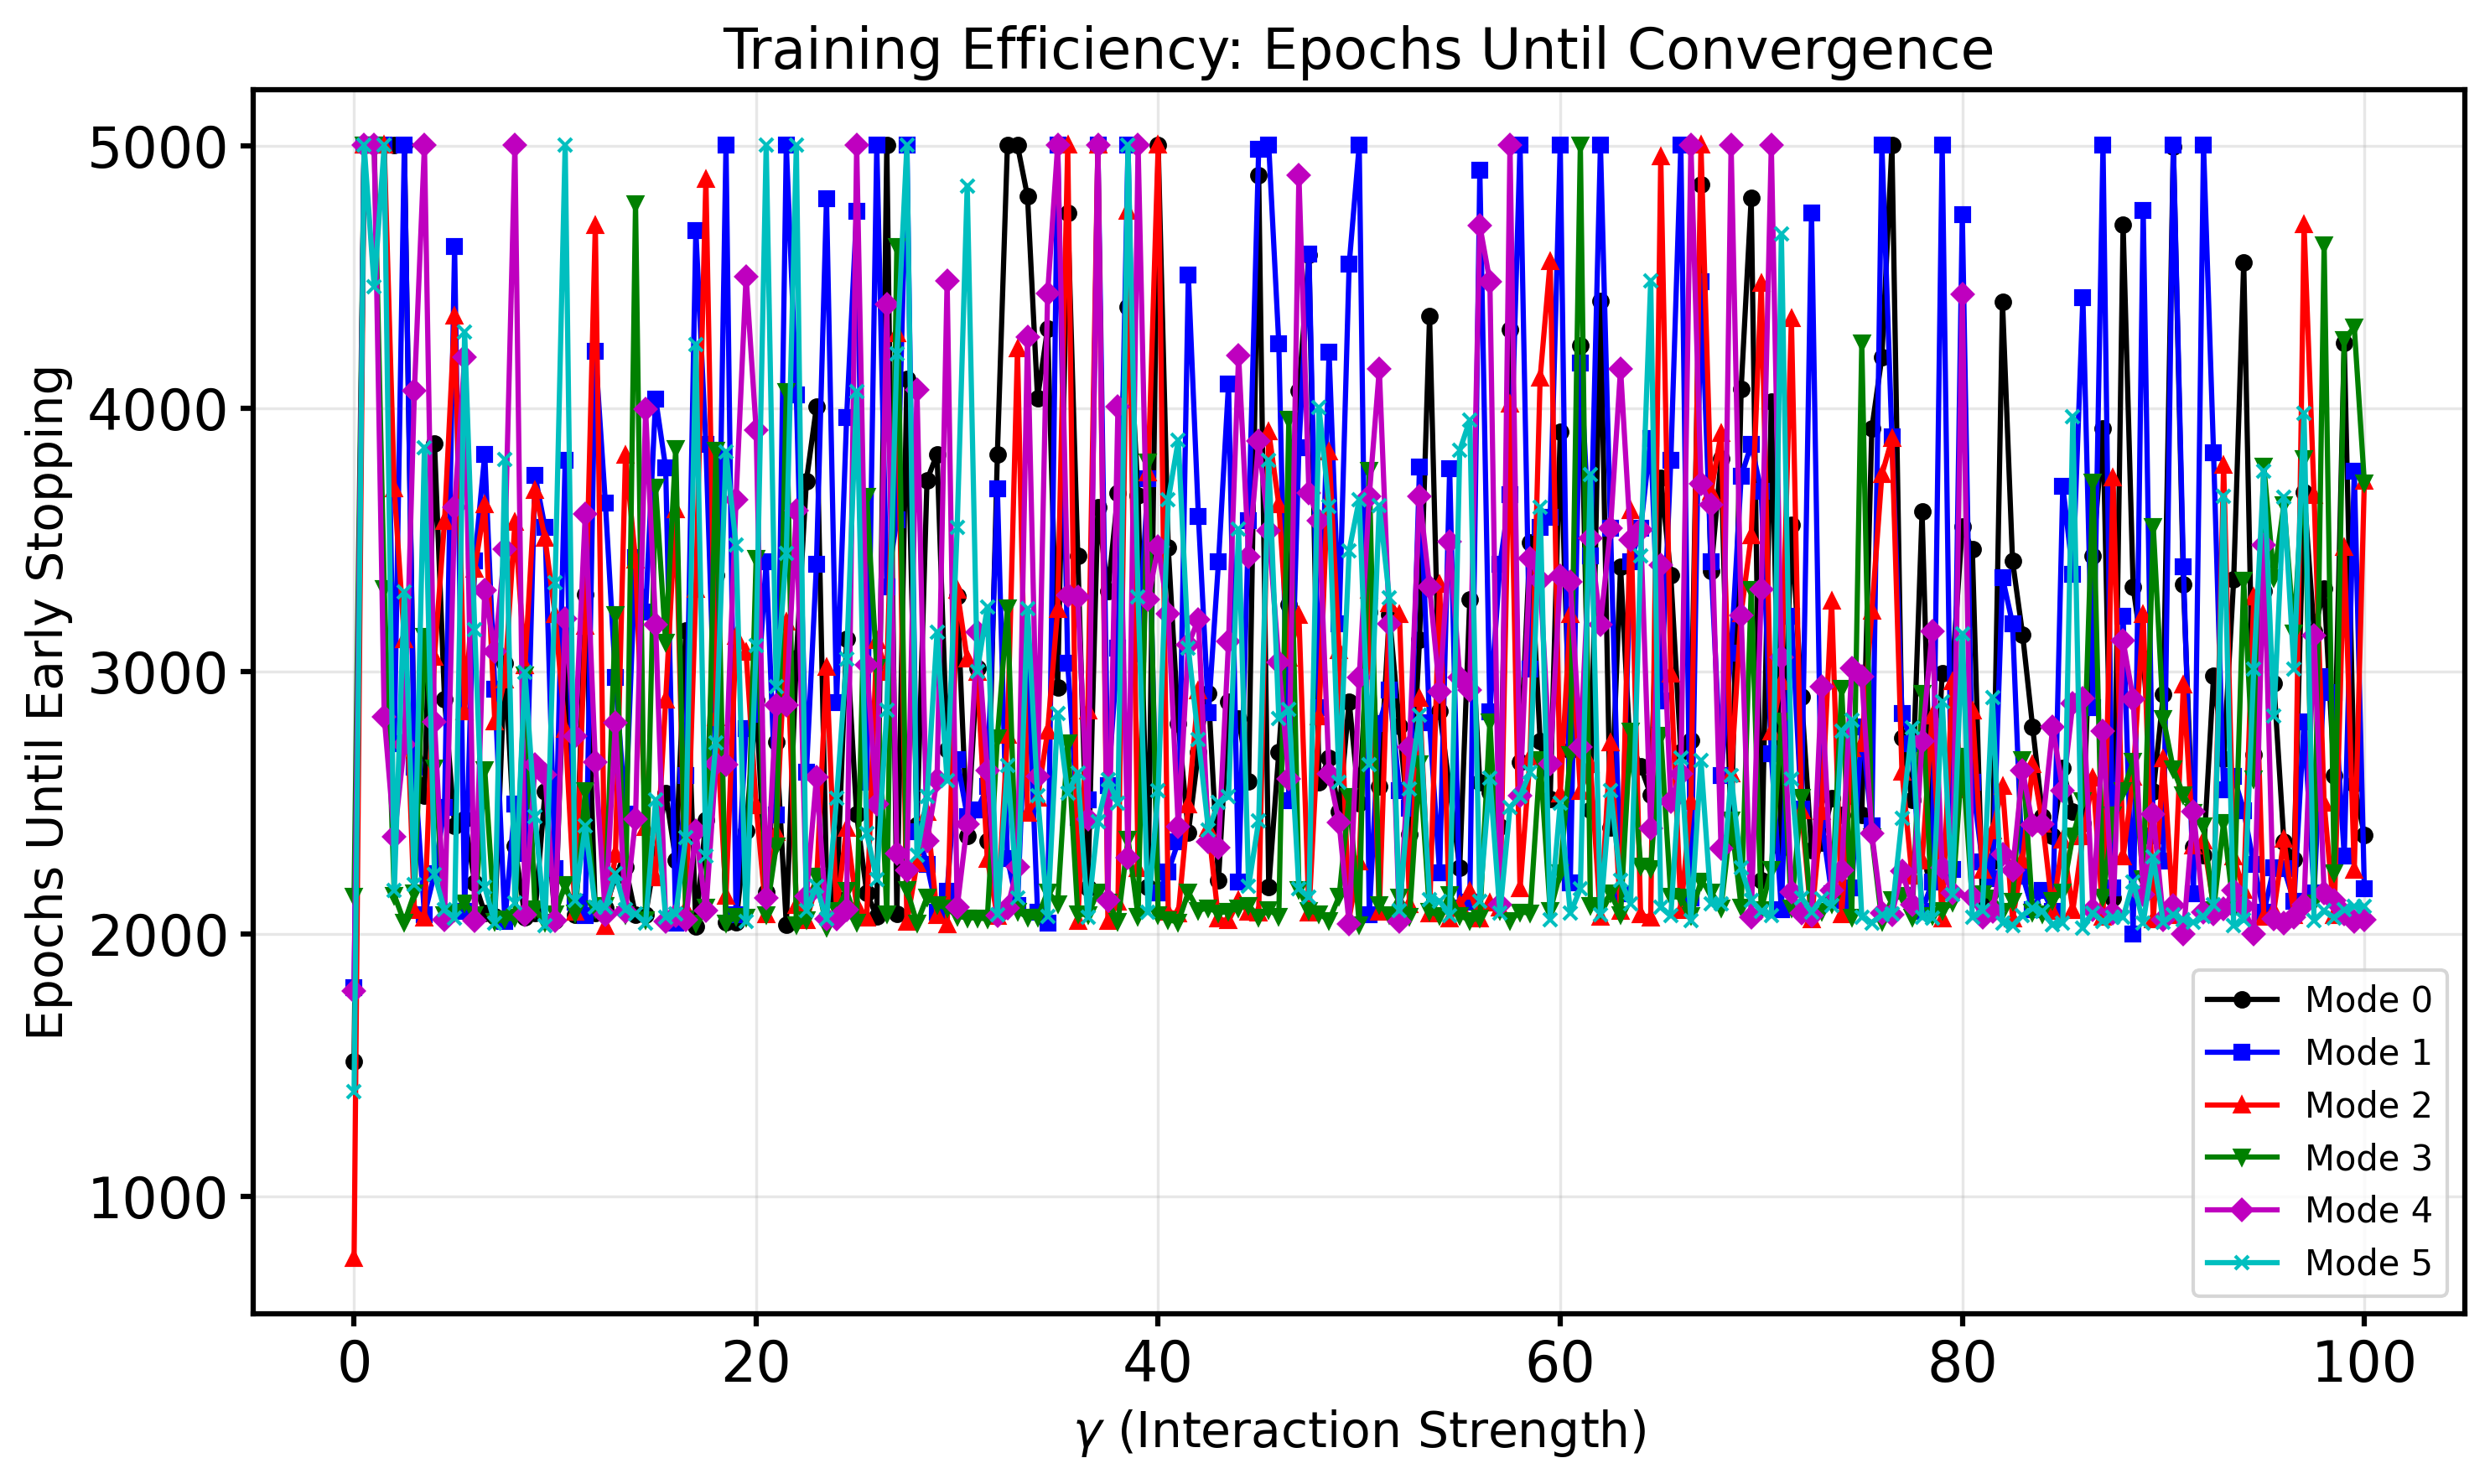 Training Efficiency: Epochs Until Convergence
Epochs Until Early Stopping
5000
4000
3000
2000
1000
0
20
40
60
80
100
γ (Interaction Strength)
Mode 0
Mode 1
Mode 2
Mode 3
Mode 4
Mode 5